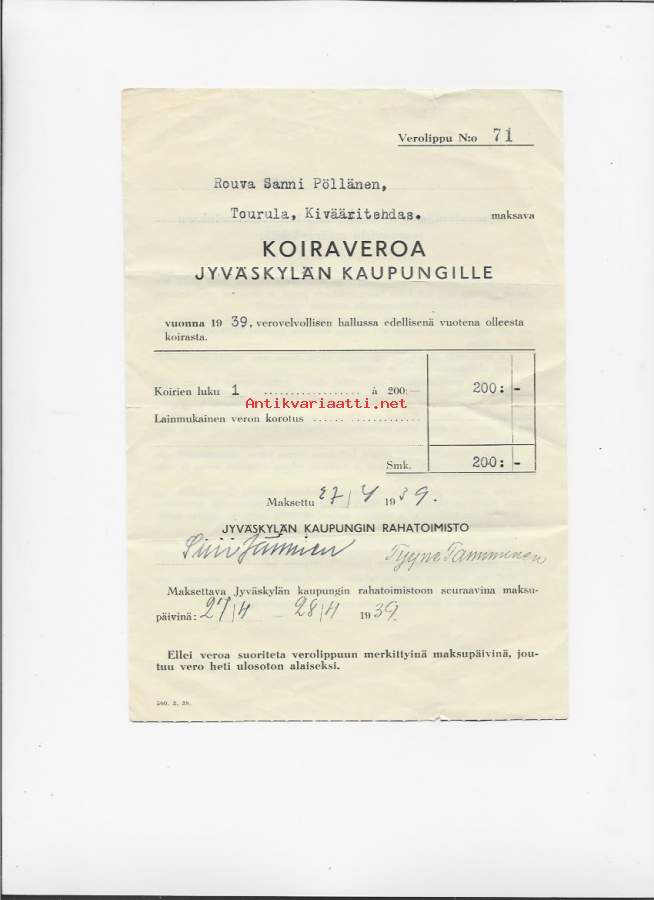 Verolippu N:o 71
Rouva Sanni Pöllänen,
Tourula, Kivääritehdas. maksava
KOIRAVEROA
JYVÄSKYLÄN KAUPUNGILLE
vuonna 19 39, verovelvollisen hallussa edellisenä vuotena olleesta
koirasta.
Koirien luku 1 .................. à 200:— 200: -
Antikvariaatti.net
Lainmukainen veron korotus ....................
Smk. 200: -
Maksettu 27/4 1939.
JYVÄSKYLÄN KAUPUNGIN RAHATOIMISTO
Tyyne Tamminen
Maksettava Jyväskylän kaupungin rahatoimistoon seuraavina maksu-
päivinä: 27/4 — 28/4 1939.
Ellei veroa suoriteta verolippuun merkittyinä maksupäivinä, jou-
tuu vero heti ulosoton alaiseksi.